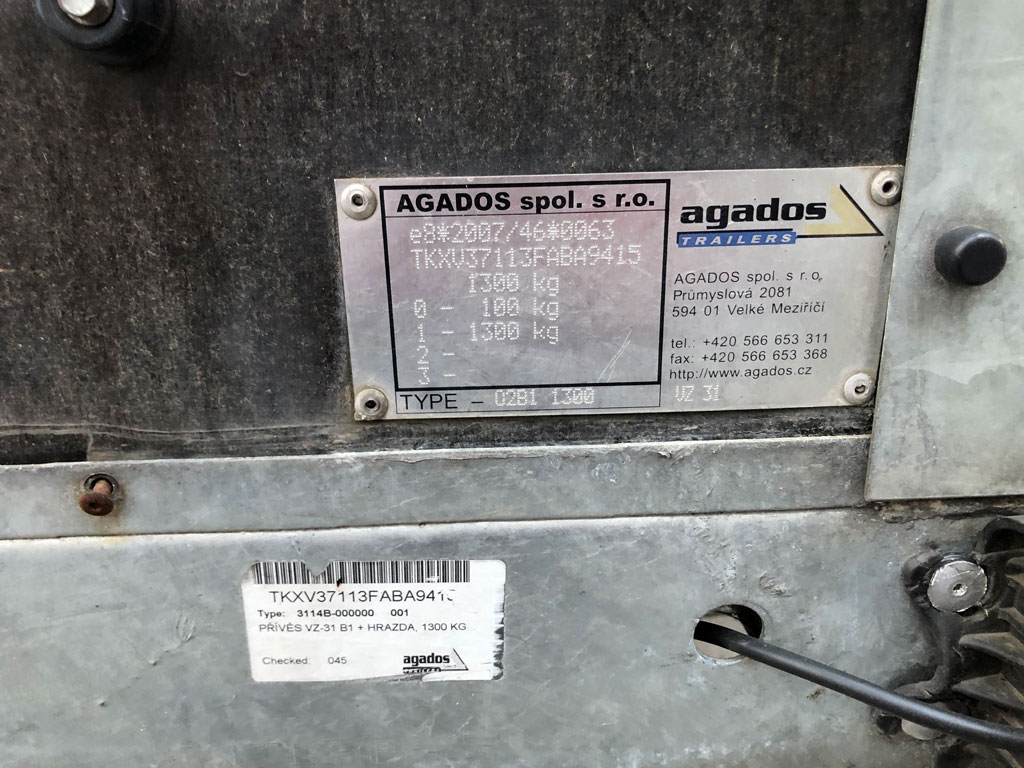 AGADOS spol. s r.o.
e8*2007/46*0063
TKXV37113FABA9415
1300 kg
0 - 100 kg
1 - 1300 kg
2 -
3 -
TYPE - O2B1 1300
agados
TRAILERS
AGADOS spol. s r.o.
Průmyslová 2081
594 01 Velké Meziříčí
tel.: +420 566 653 311
fax: +420 566 653 368
http://www.agados.cz
VZ 31
TKXV37113FABA9415
Type: 3114B-000000 001
PŘÍVĚS VZ-31 B1 + HRAZDA, 1300 KG
Checked: 045
agados